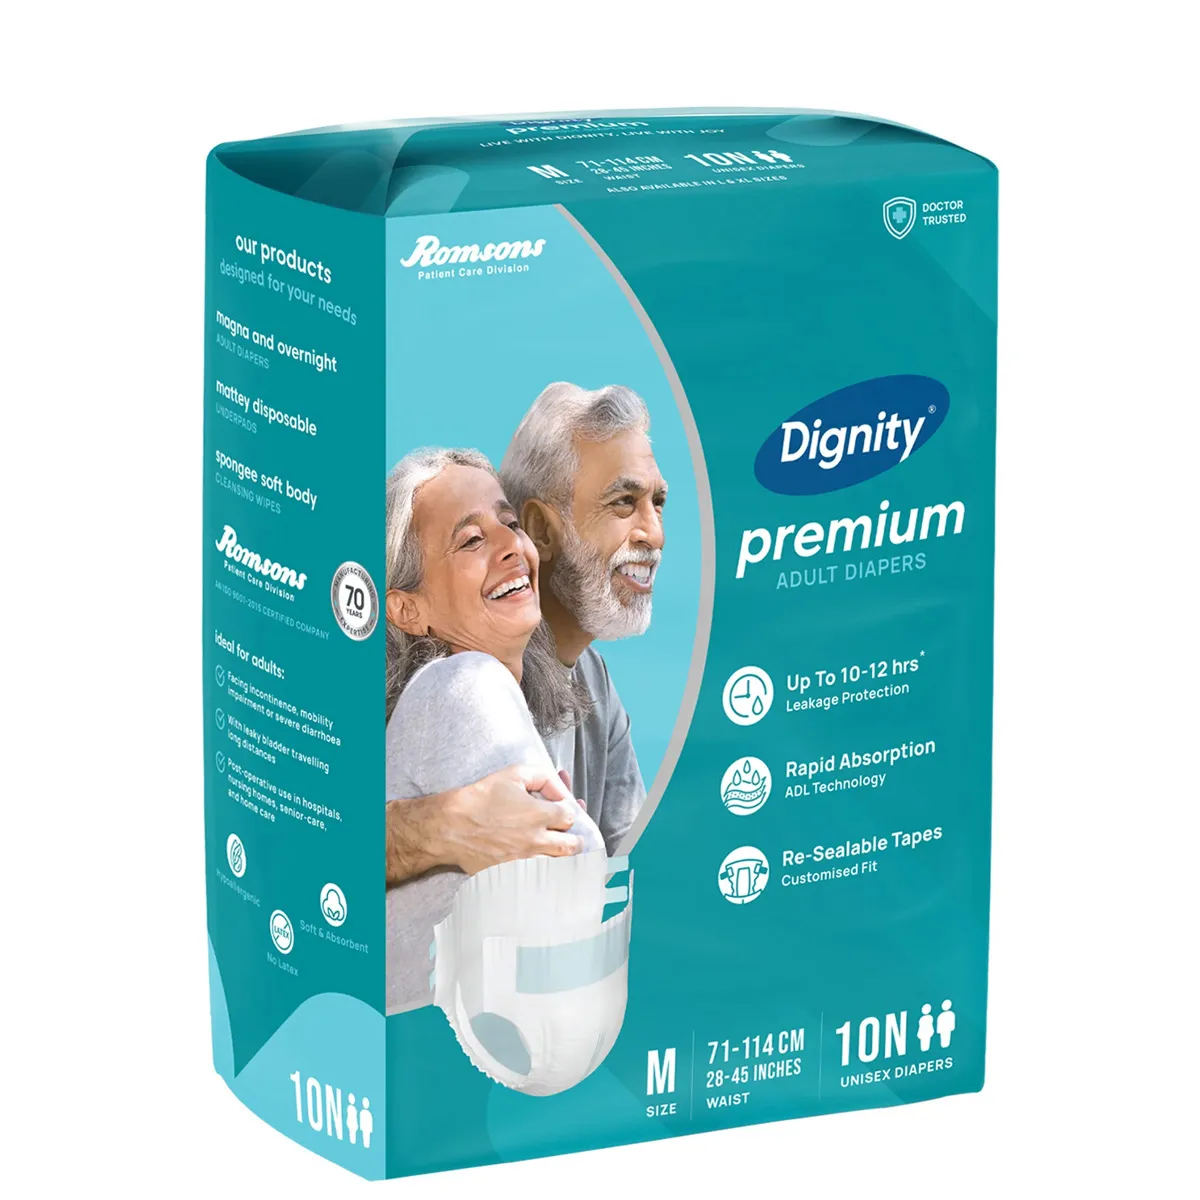 Dignity
premium
LIVE WITH DIGNITY, LIVE WITH JOY
M
SIZE
71-114 CM
28-45 INCHES
WAIST
10N
UNISEX DIAPERS
ALSO AVAILABLE IN L & XL SIZES
our products
designed for your needs
magna and overnight
ADULT DIAPERS
mattey disposable
UNDERPADS
spongee soft body
CLEANSING WIPES
Romsons
Patient Care Division
AN ISO 9001-2015 CERTIFIED COMPANY
MANUFACTURING
70
YEARS
EXPERTISE
ideal for adults:
Facing incontinence, mobility
impairment or severe diarrhoea
With leaky bladder travelling
long distances
Post-operative use in hospitals,
nursing homes, senior-care,
and home care
Hypoallergenic
LATEX
No Latex
Soft & Absorbent
10N
Romsons
Patient Care Division
DOCTOR
TRUSTED
Dignity®
premium
ADULT DIAPERS
Up To 10-12 hrs*
Leakage Protection
Rapid Absorption
ADL Technology
Re-Sealable Tapes
Customised Fit
M
SIZE
71-114 CM
28-45 INCHES
WAIST
10N
UNISEX DIAPERS